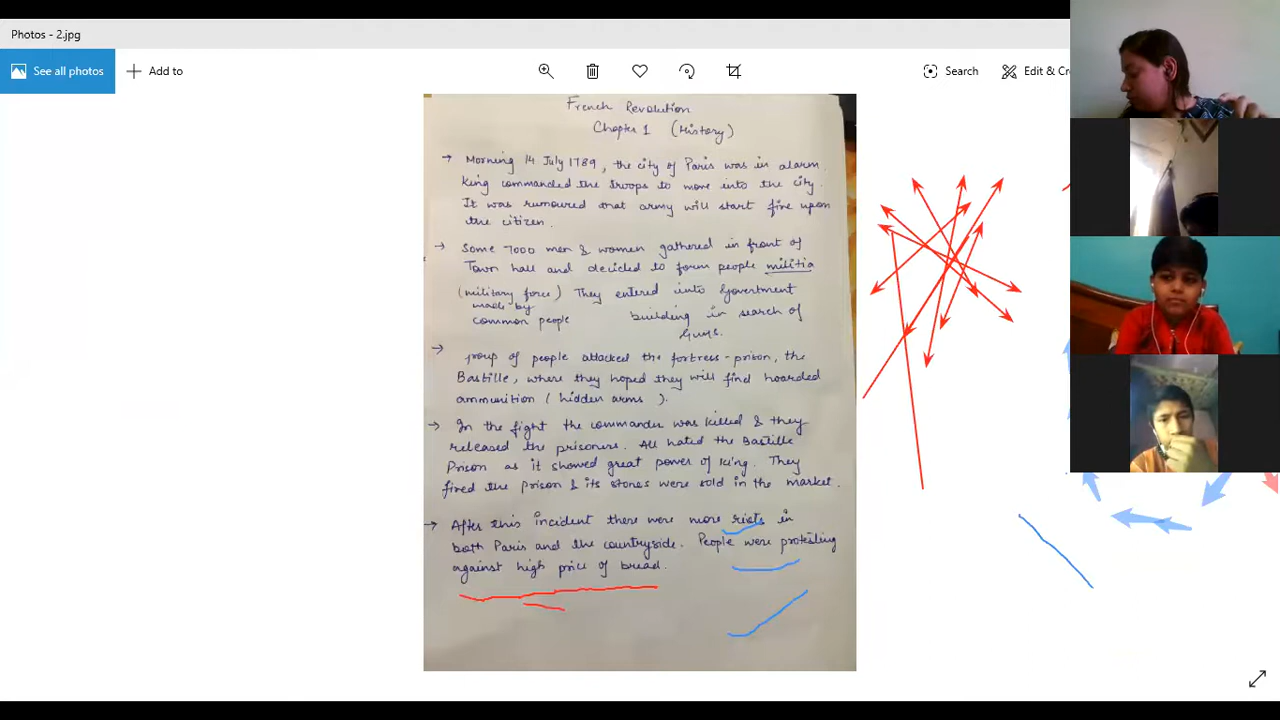 Photos - 2.jpg
See all photos
Add to
Search
Edit & Cr
French Revolution
Chapter 1 (History)
→ Morning 14 July 1789, the city of Paris was in alarm
King commanded the troops to move into the city.
It was rumoured that army will start fire upon
the citizen.
→ Some 7000 men & women gathered in front of
Town hall and decided to form people militia
(military force) They entered into Government
made by
common people building in search of
Guns.
→ group of people attacked the fortress-prison, the
Bastille, where they hoped they will find hoarded
ammunition (hidden arms ).
→ In the fight the commander was killed & they
released the prisoners. All hated the Bastille
Prison as it showed great power of King. They
fired the prison & its stones were sold in the market.
→ After this incident there were more riots in
both Paris and the countryside. People were protesting
against high price of bread.